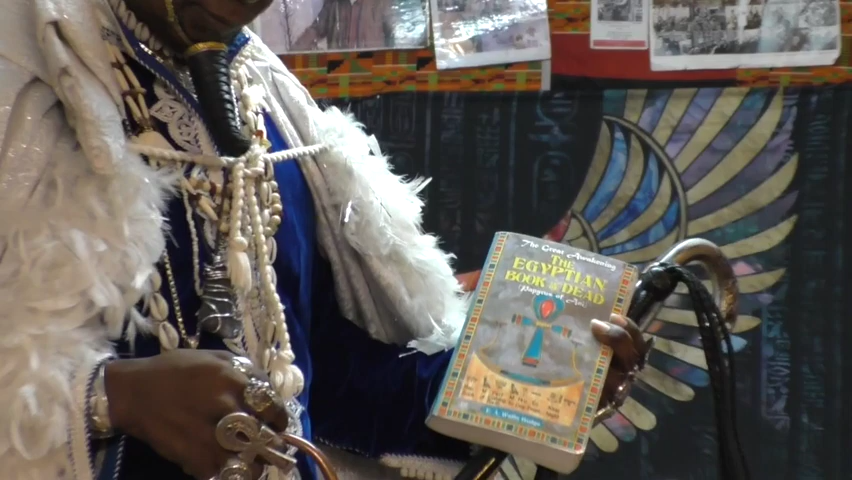 The Great Awakening
THE
EGYPTIAN
BOOK of the DEAD
Papyrus of Ani
E. A. Wallis Budge